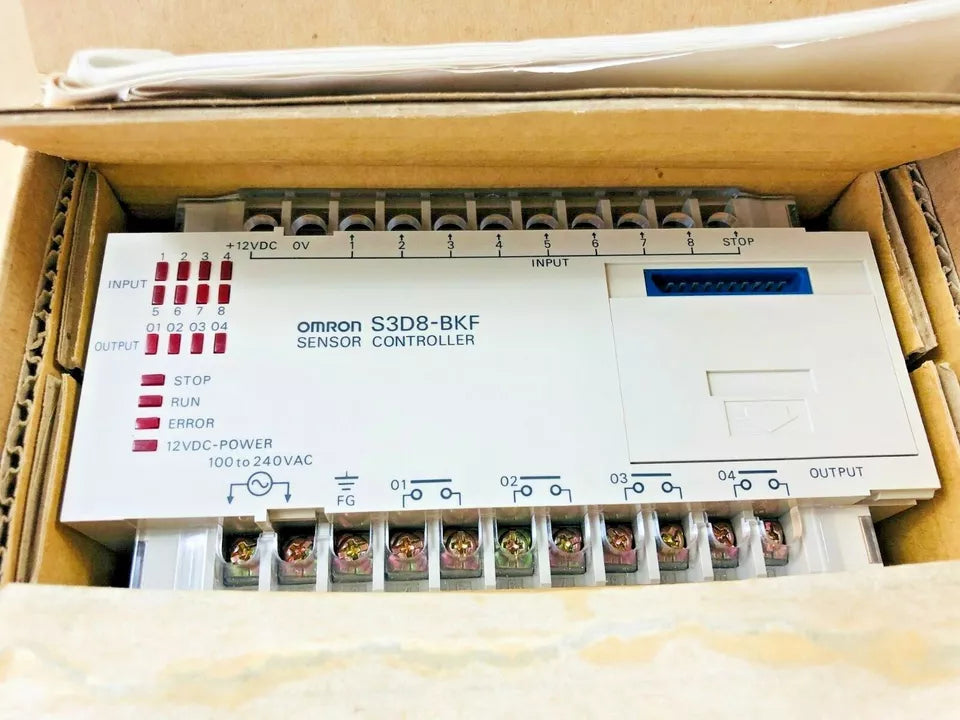 +12VDC 0V 1 2 3 4 5 6 7 8 STOP
INPUT
1 2 3 4
INPUT
5 6 7 8
01 02 03 04
OUTPUT
OMRON S3D8-BKF
SENSOR CONTROLLER
STOP
RUN
ERROR
12VDC-POWER
100 to 240VAC
FG
01 02 03 04 OUTPUT